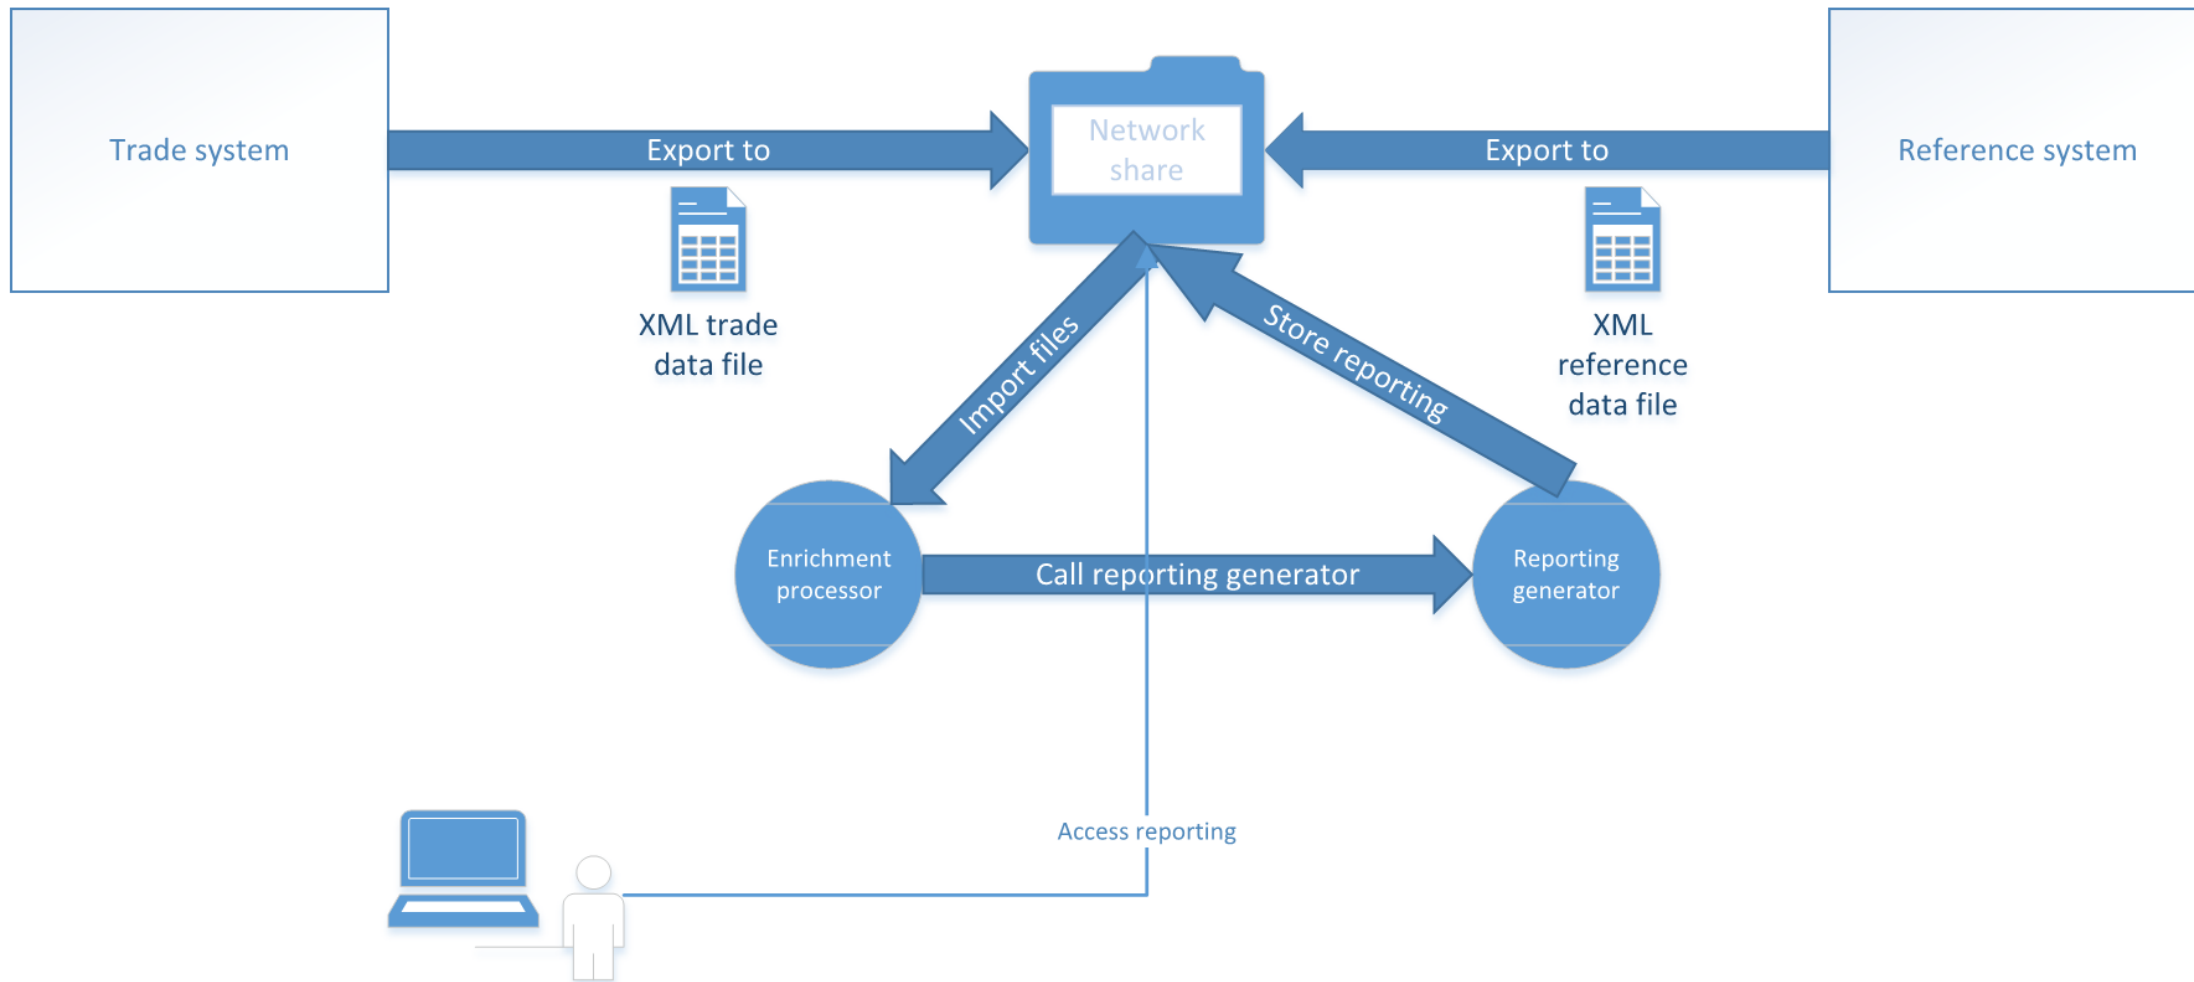 Trade system
Export to
Network
share
Export to
Reference system
XML trade
data file
XML
reference
data file
Import files
Store reporting
Enrichment
processor
Call reporting generator
Reporting
generator
Access reporting